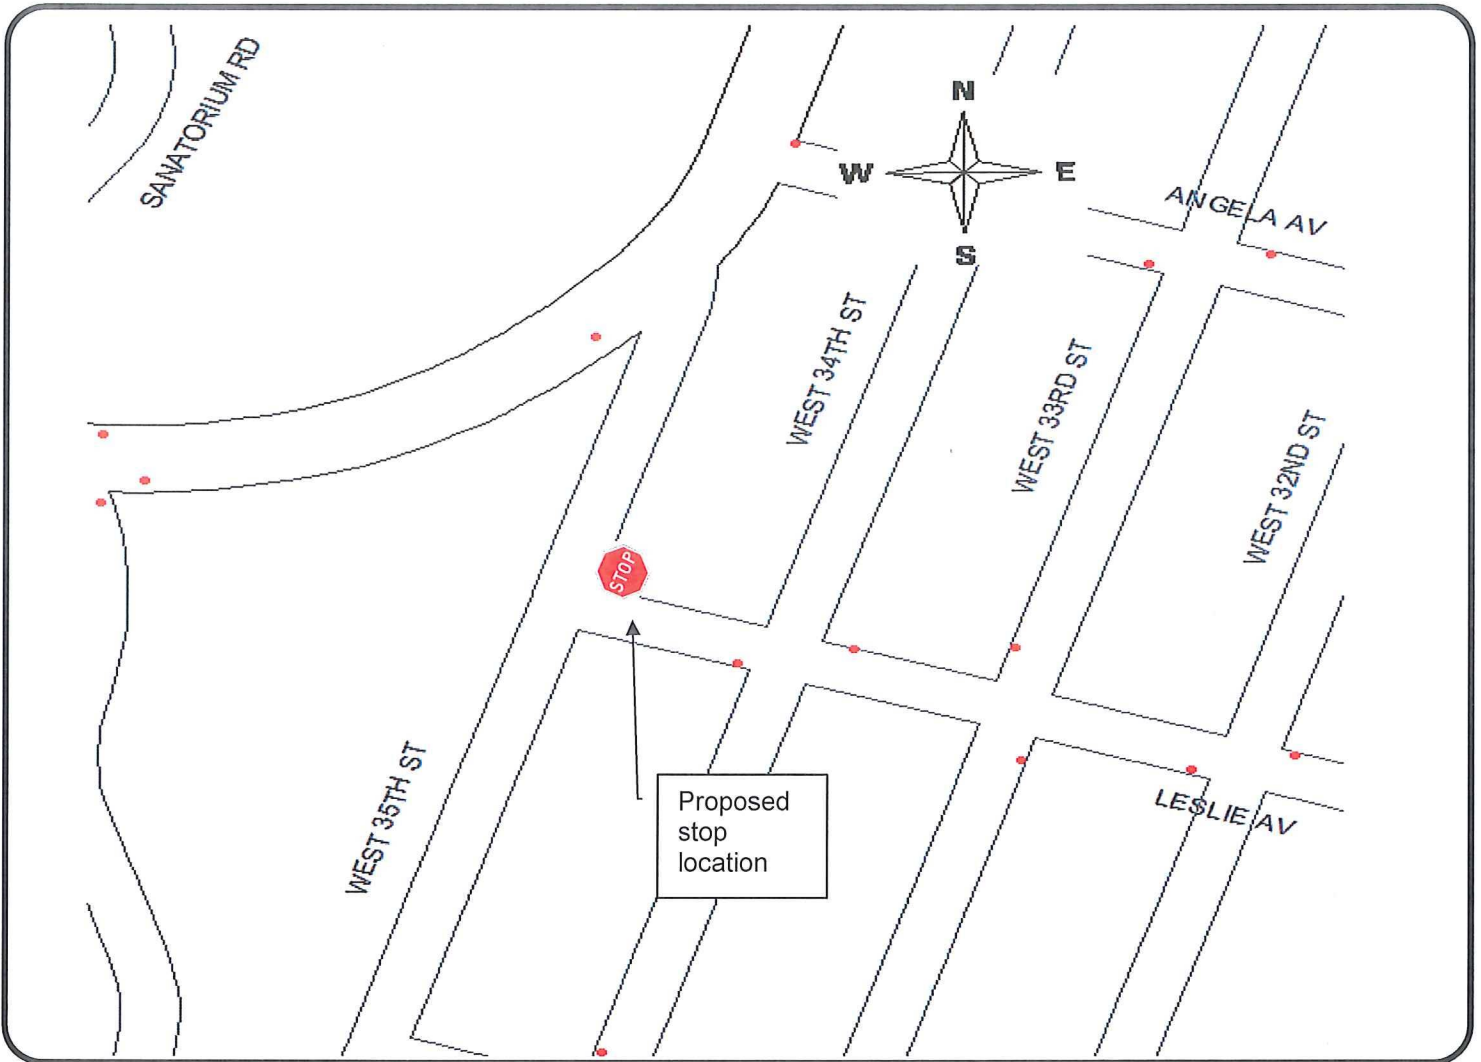 SANATORIUM RD
N
W
E
S
ANGELA AV
WEST 34TH ST
WEST 33RD ST
WEST 32ND ST
STOP
WEST 35TH ST
Proposed
stop
location
LESLIE AV